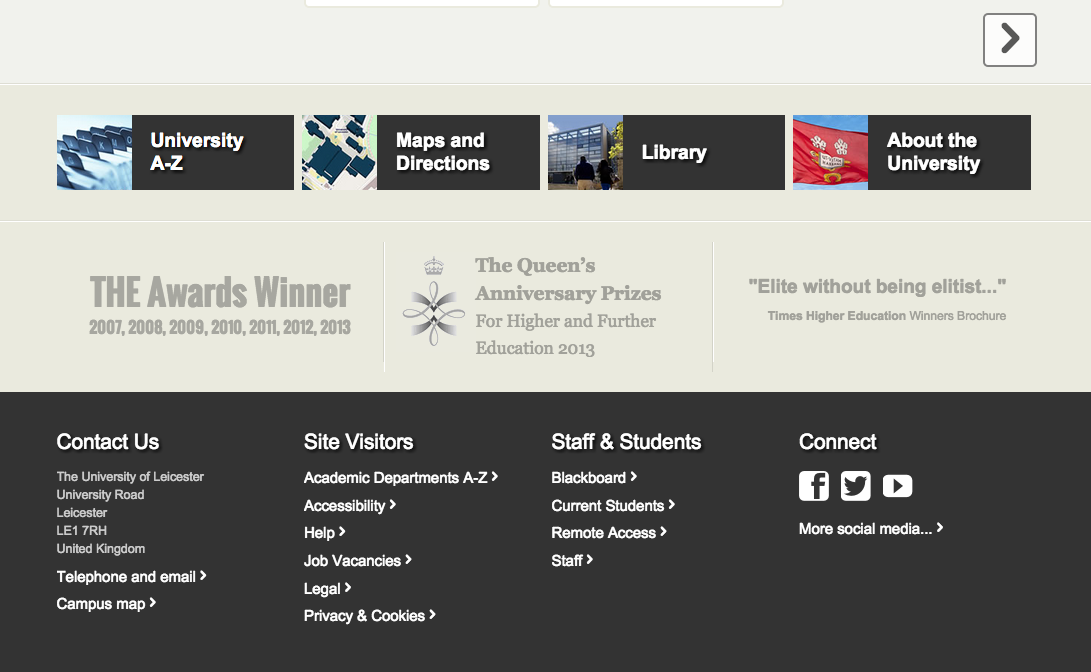 University
A-Z
Maps and
Directions
Library
About the
University
THE Awards Winner
2007, 2008, 2009, 2010, 2011, 2012, 2013
The Queen's
Anniversary Prizes
For Higher and Further
Education 2013
"Elite without being elitist..."
Times Higher Education Winners Brochure
Contact Us
The University of Leicester
University Road
Leicester
LE1 7RH
United Kingdom
Telephone and email
Campus map
Site Visitors
Academic Departments A-Z
Accessibility
Help
Job Vacancies
Legal
Privacy & Cookies
Staff & Students
Blackboard
Current Students
Remote Access
Staff
Connect
More social media...